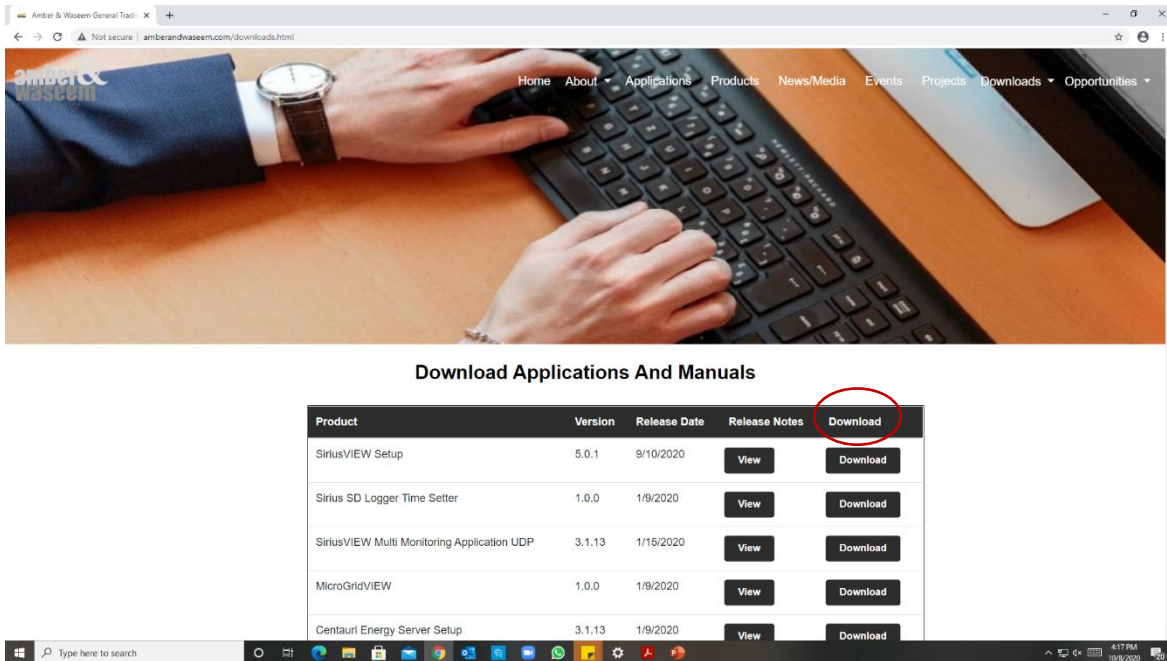 Amber & Waseem General Tradin
Not secure | amberandwaseem.com/downloads.html
amber&
waseem
Home About Applications Products News/Media Events Projects Downloads Opportunities
HEWLETT-PACKARD
Download Applications And Manuals
Product Version Release Date Release Notes Download
SiriusVIEW Setup 5.0.1 9/10/2020 View Download
Sirius SD Logger Time Setter 1.0.0 1/9/2020 View Download
SiriusVIEW Multi Monitoring Application UDP 3.1.13 1/15/2020 View Download
MicroGridVIEW 1.0.0 1/9/2020 View Download
Centauri Energy Server Setup 3.1.13 1/9/2020 View Download
Type here to search
4:17 PM
10/8/2020